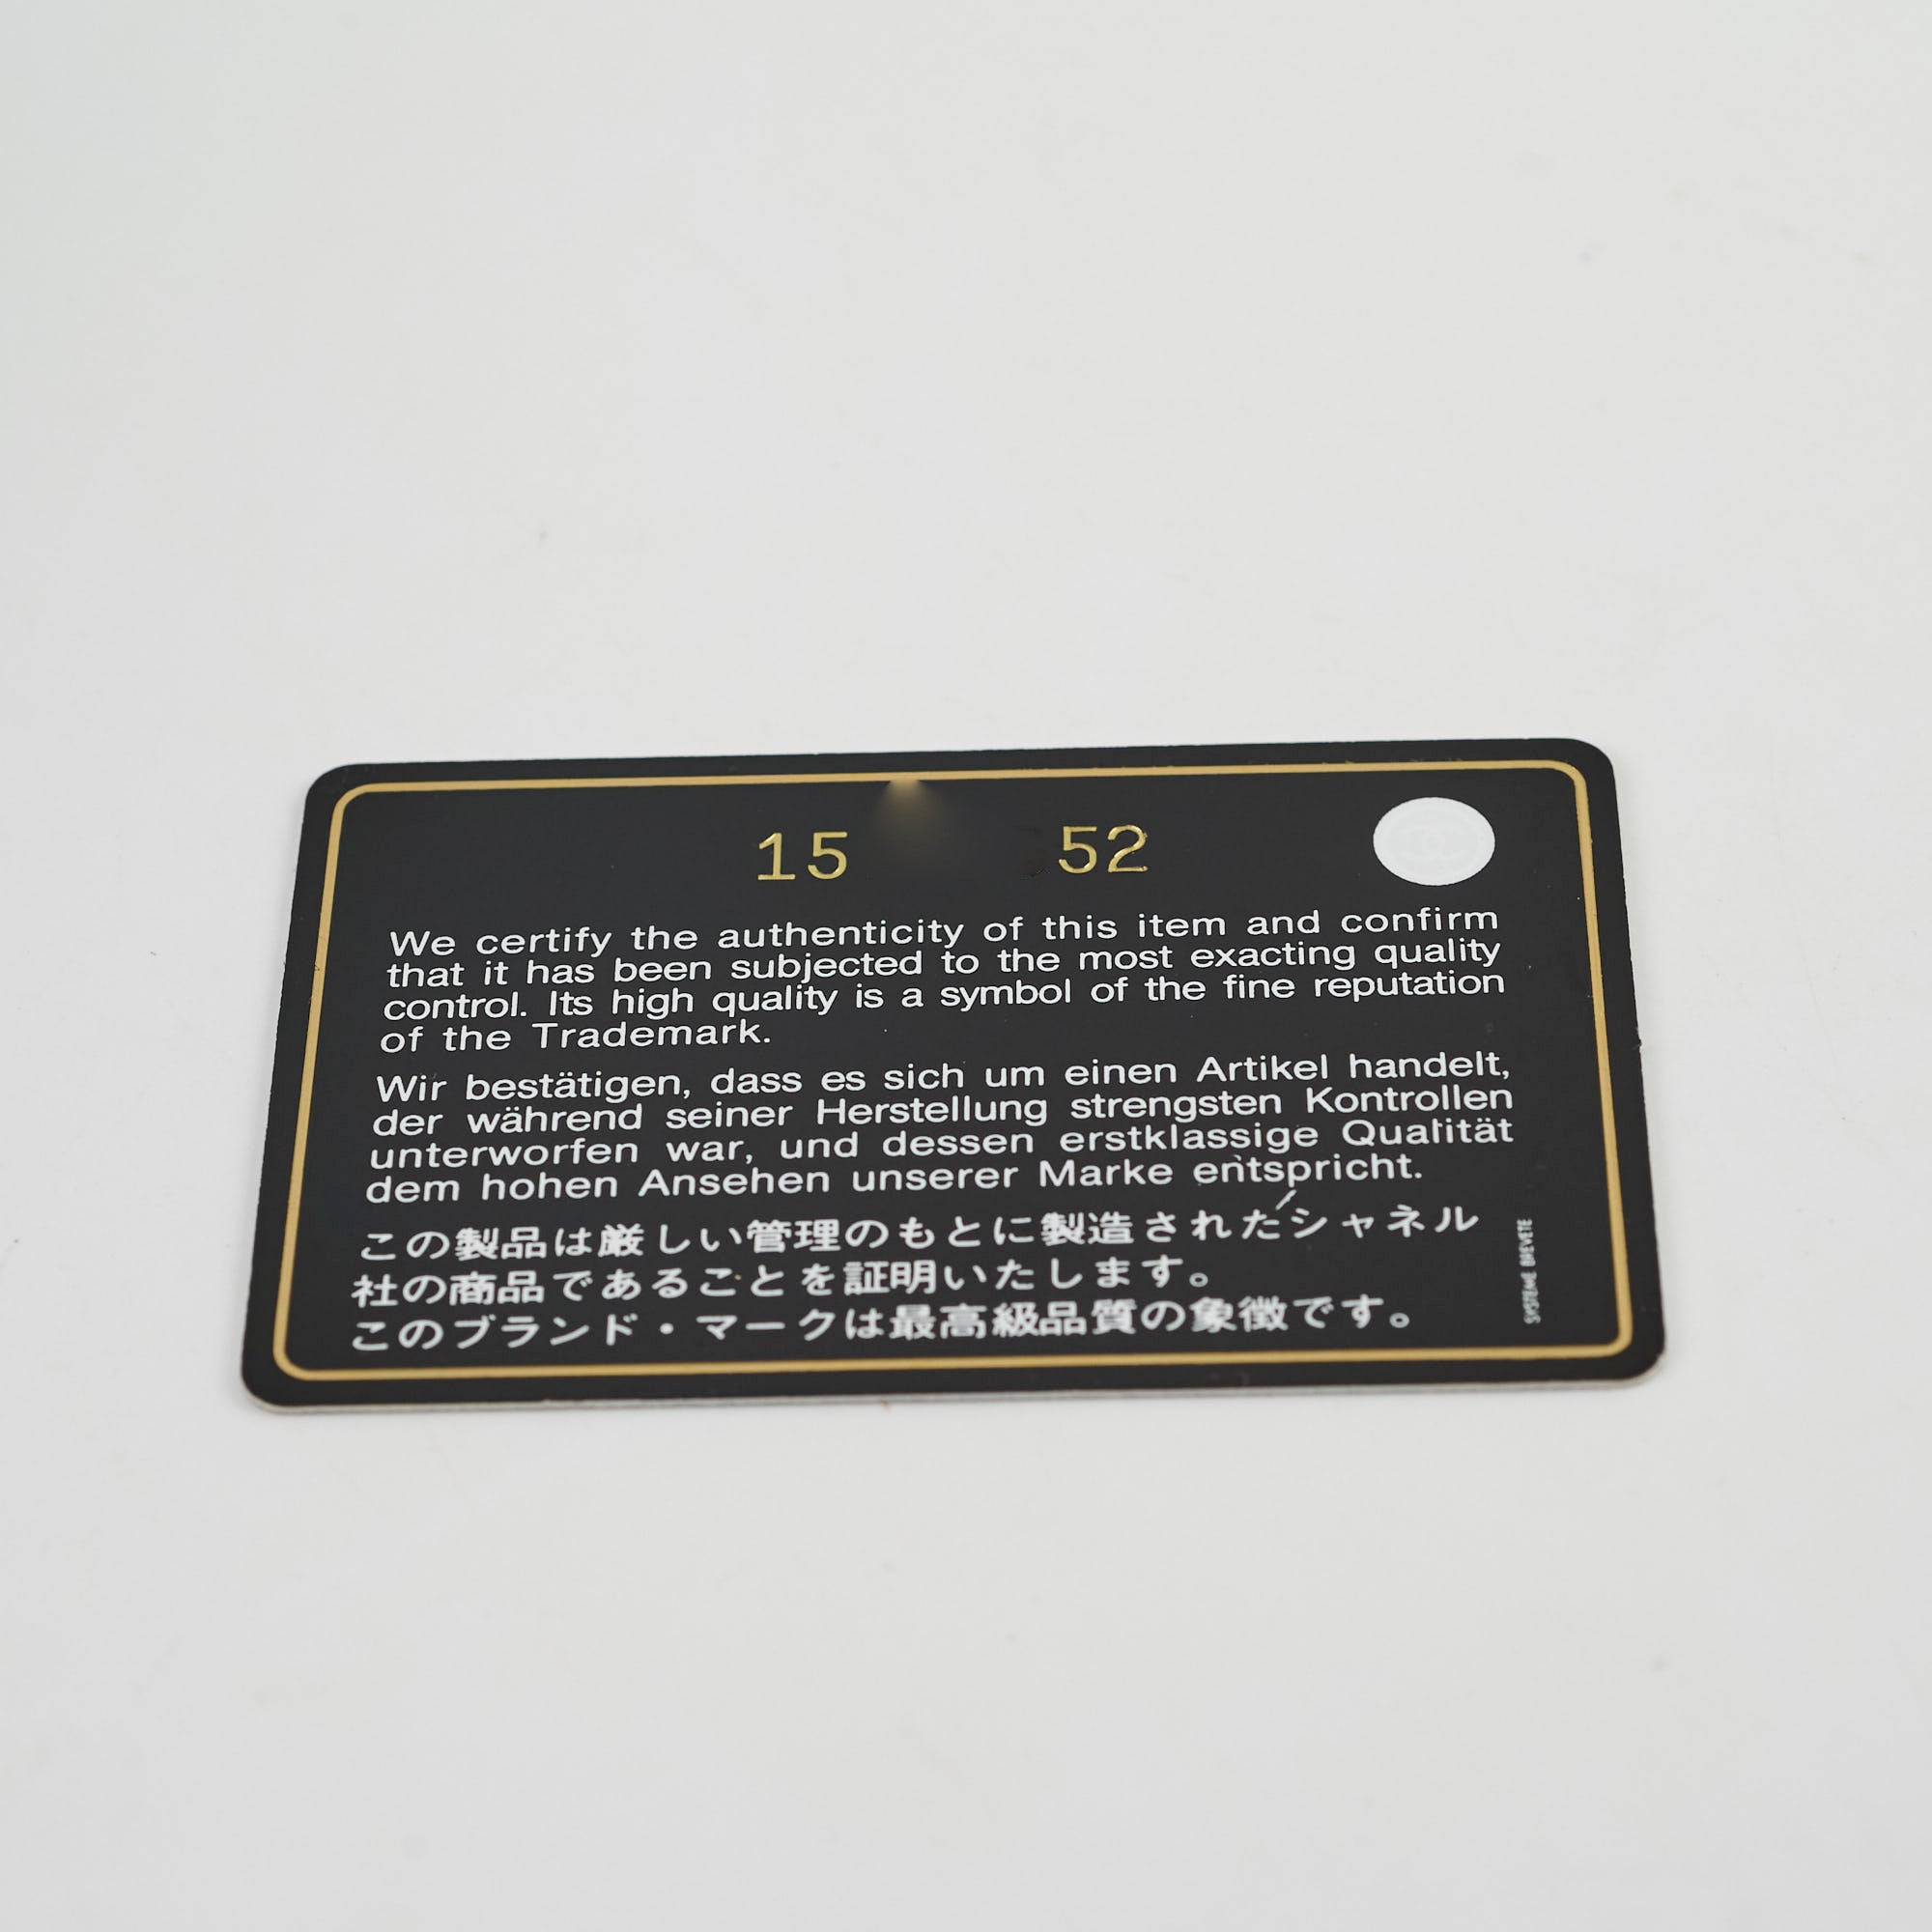 15 52
We certify the authenticity of this item and confirm
that it has been subjected to the most exacting quality
control. Its high quality is a symbol of the fine reputation
of the Trademark.
Wir bestätigen, dass es sich um einen Artikel handelt,
der während seiner Herstellung strengsten Kontrollen
unterworfen war, und dessen erstklassige Qualität
dem hohen Ansehen unserer Marke entspricht.
この製品は厳しい管理のもとに製造されたシャネル
社の商品であることを証明いたします。
このブランド・マークは最高級品質の象徴です。
SYSTEME BREVETE